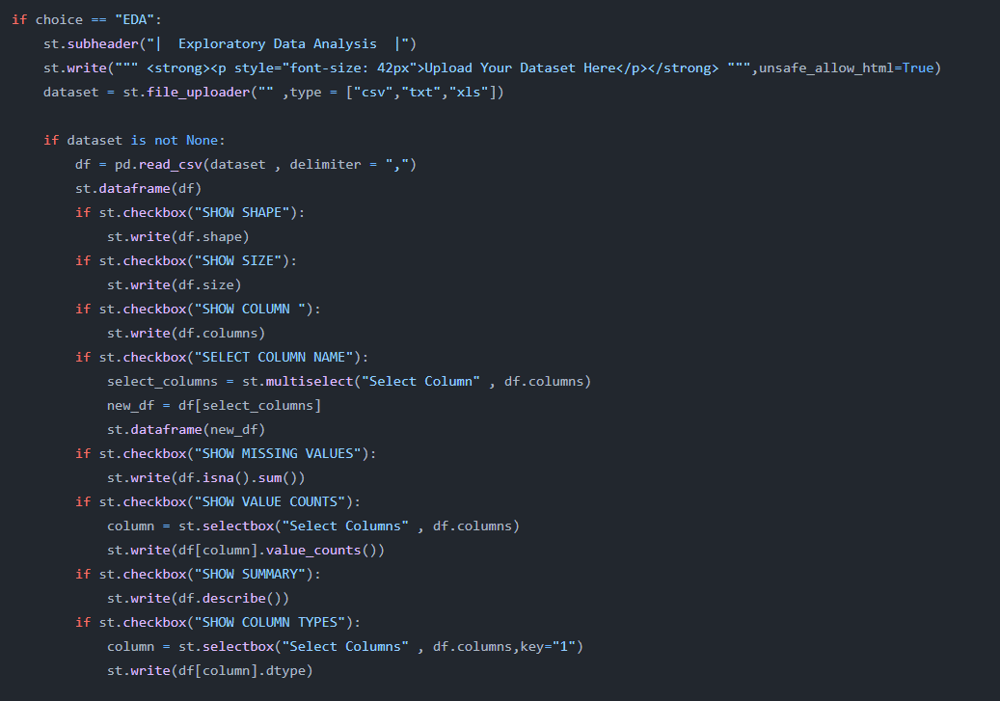 if choice == "EDA":
    st.subheader("|  Exploratory Data Analysis  |")
    st.write(""" <strong><p style="font-size: 42px">Upload Your Dataset Here</p></strong> """,unsafe_allow_html=True)
    dataset = st.file_uploader("" ,type = ["csv","txt","xls"])

    if dataset is not None:
        df = pd.read_csv(dataset , delimiter = ",")
        st.dataframe(df)
        if st.checkbox("SHOW SHAPE"):
            st.write(df.shape)
        if st.checkbox("SHOW SIZE"):
            st.write(df.size)
        if st.checkbox("SHOW COLUMN "):
            st.write(df.columns)
        if st.checkbox("SELECT COLUMN NAME"):
            select_columns = st.multiselect("Select Column" , df.columns)
            new_df = df[select_columns]
            st.dataframe(new_df)
        if st.checkbox("SHOW MISSING VALUES"):
            st.write(df.isna().sum())
        if st.checkbox("SHOW VALUE COUNTS"):
            column = st.selectbox("Select Columns" , df.columns)
            st.write(df[column].value_counts())
        if st.checkbox("SHOW SUMMARY"):
            st.write(df.describe())
        if st.checkbox("SHOW COLUMN TYPES"):
            column = st.selectbox("Select Columns" , df.columns,key="1")
            st.write(df[column].dtype)